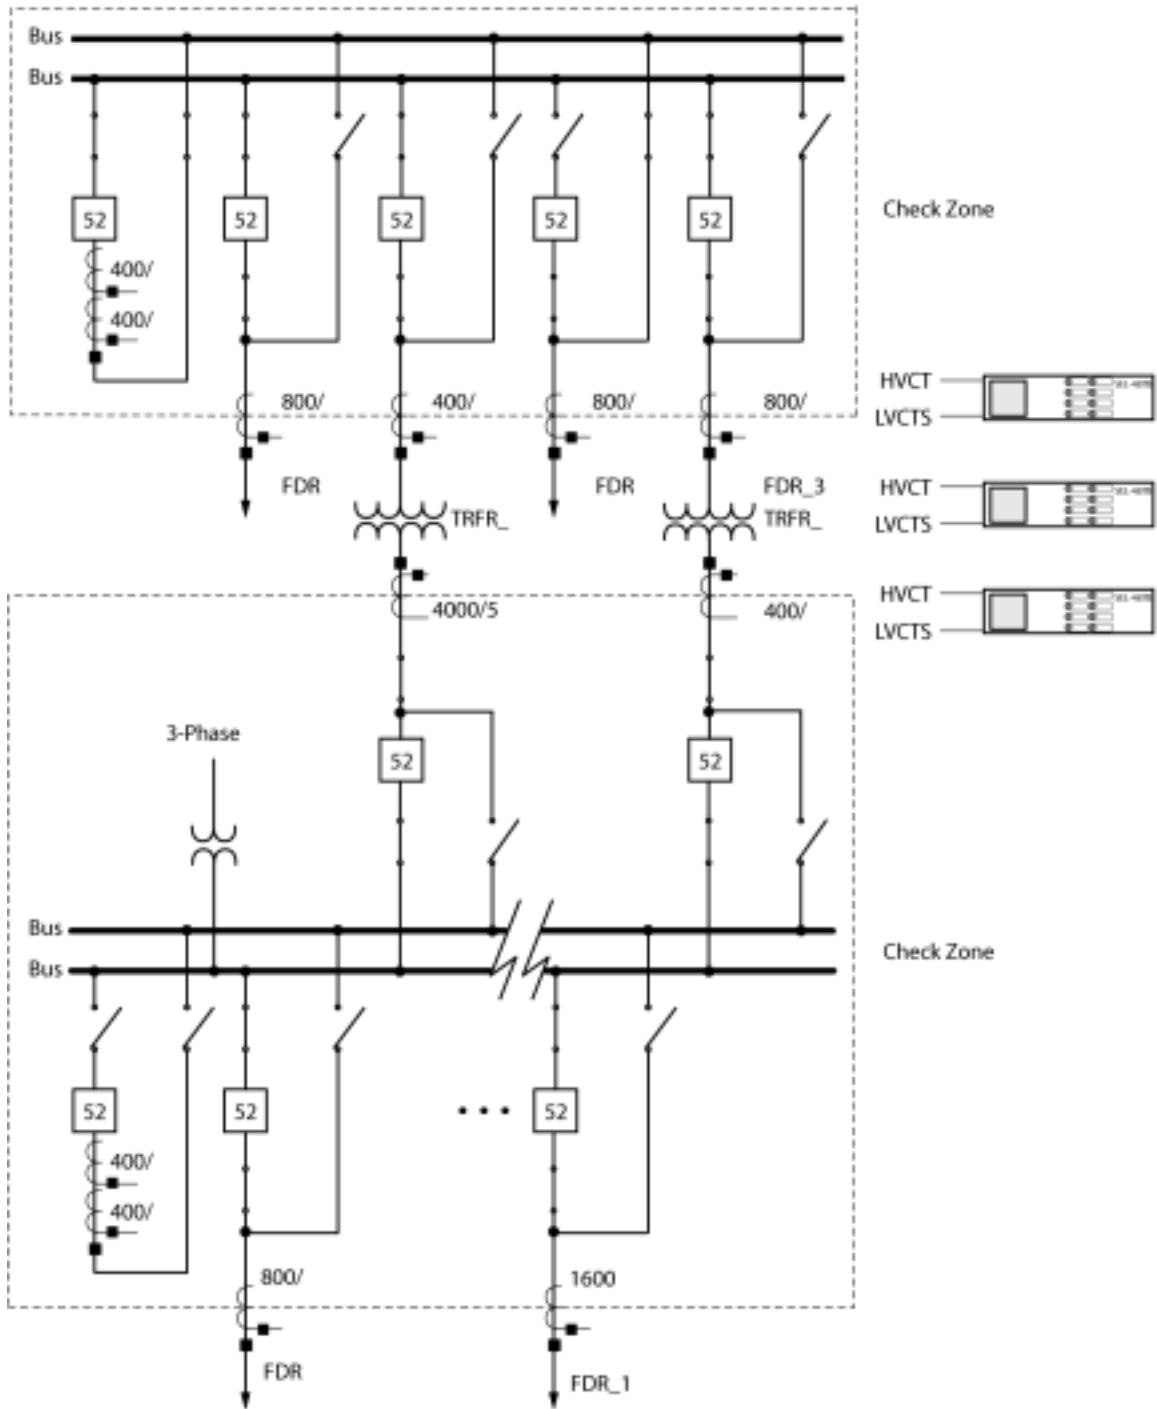 Bus
Bus
52 52 52 52 52
Check Zone
400/
400/
HVCT
800/ 400/ 800/ 800/
LVCTS
FDR FDR FDR_3
HVCT
TRFR_ TRFR_
LVCTS
HVCT
4000/5 400/
LVCTS
3-Phase
52 52
Bus
Check Zone
Bus
52 52 52
400/
400/
800/ 1600
FDR FDR_1